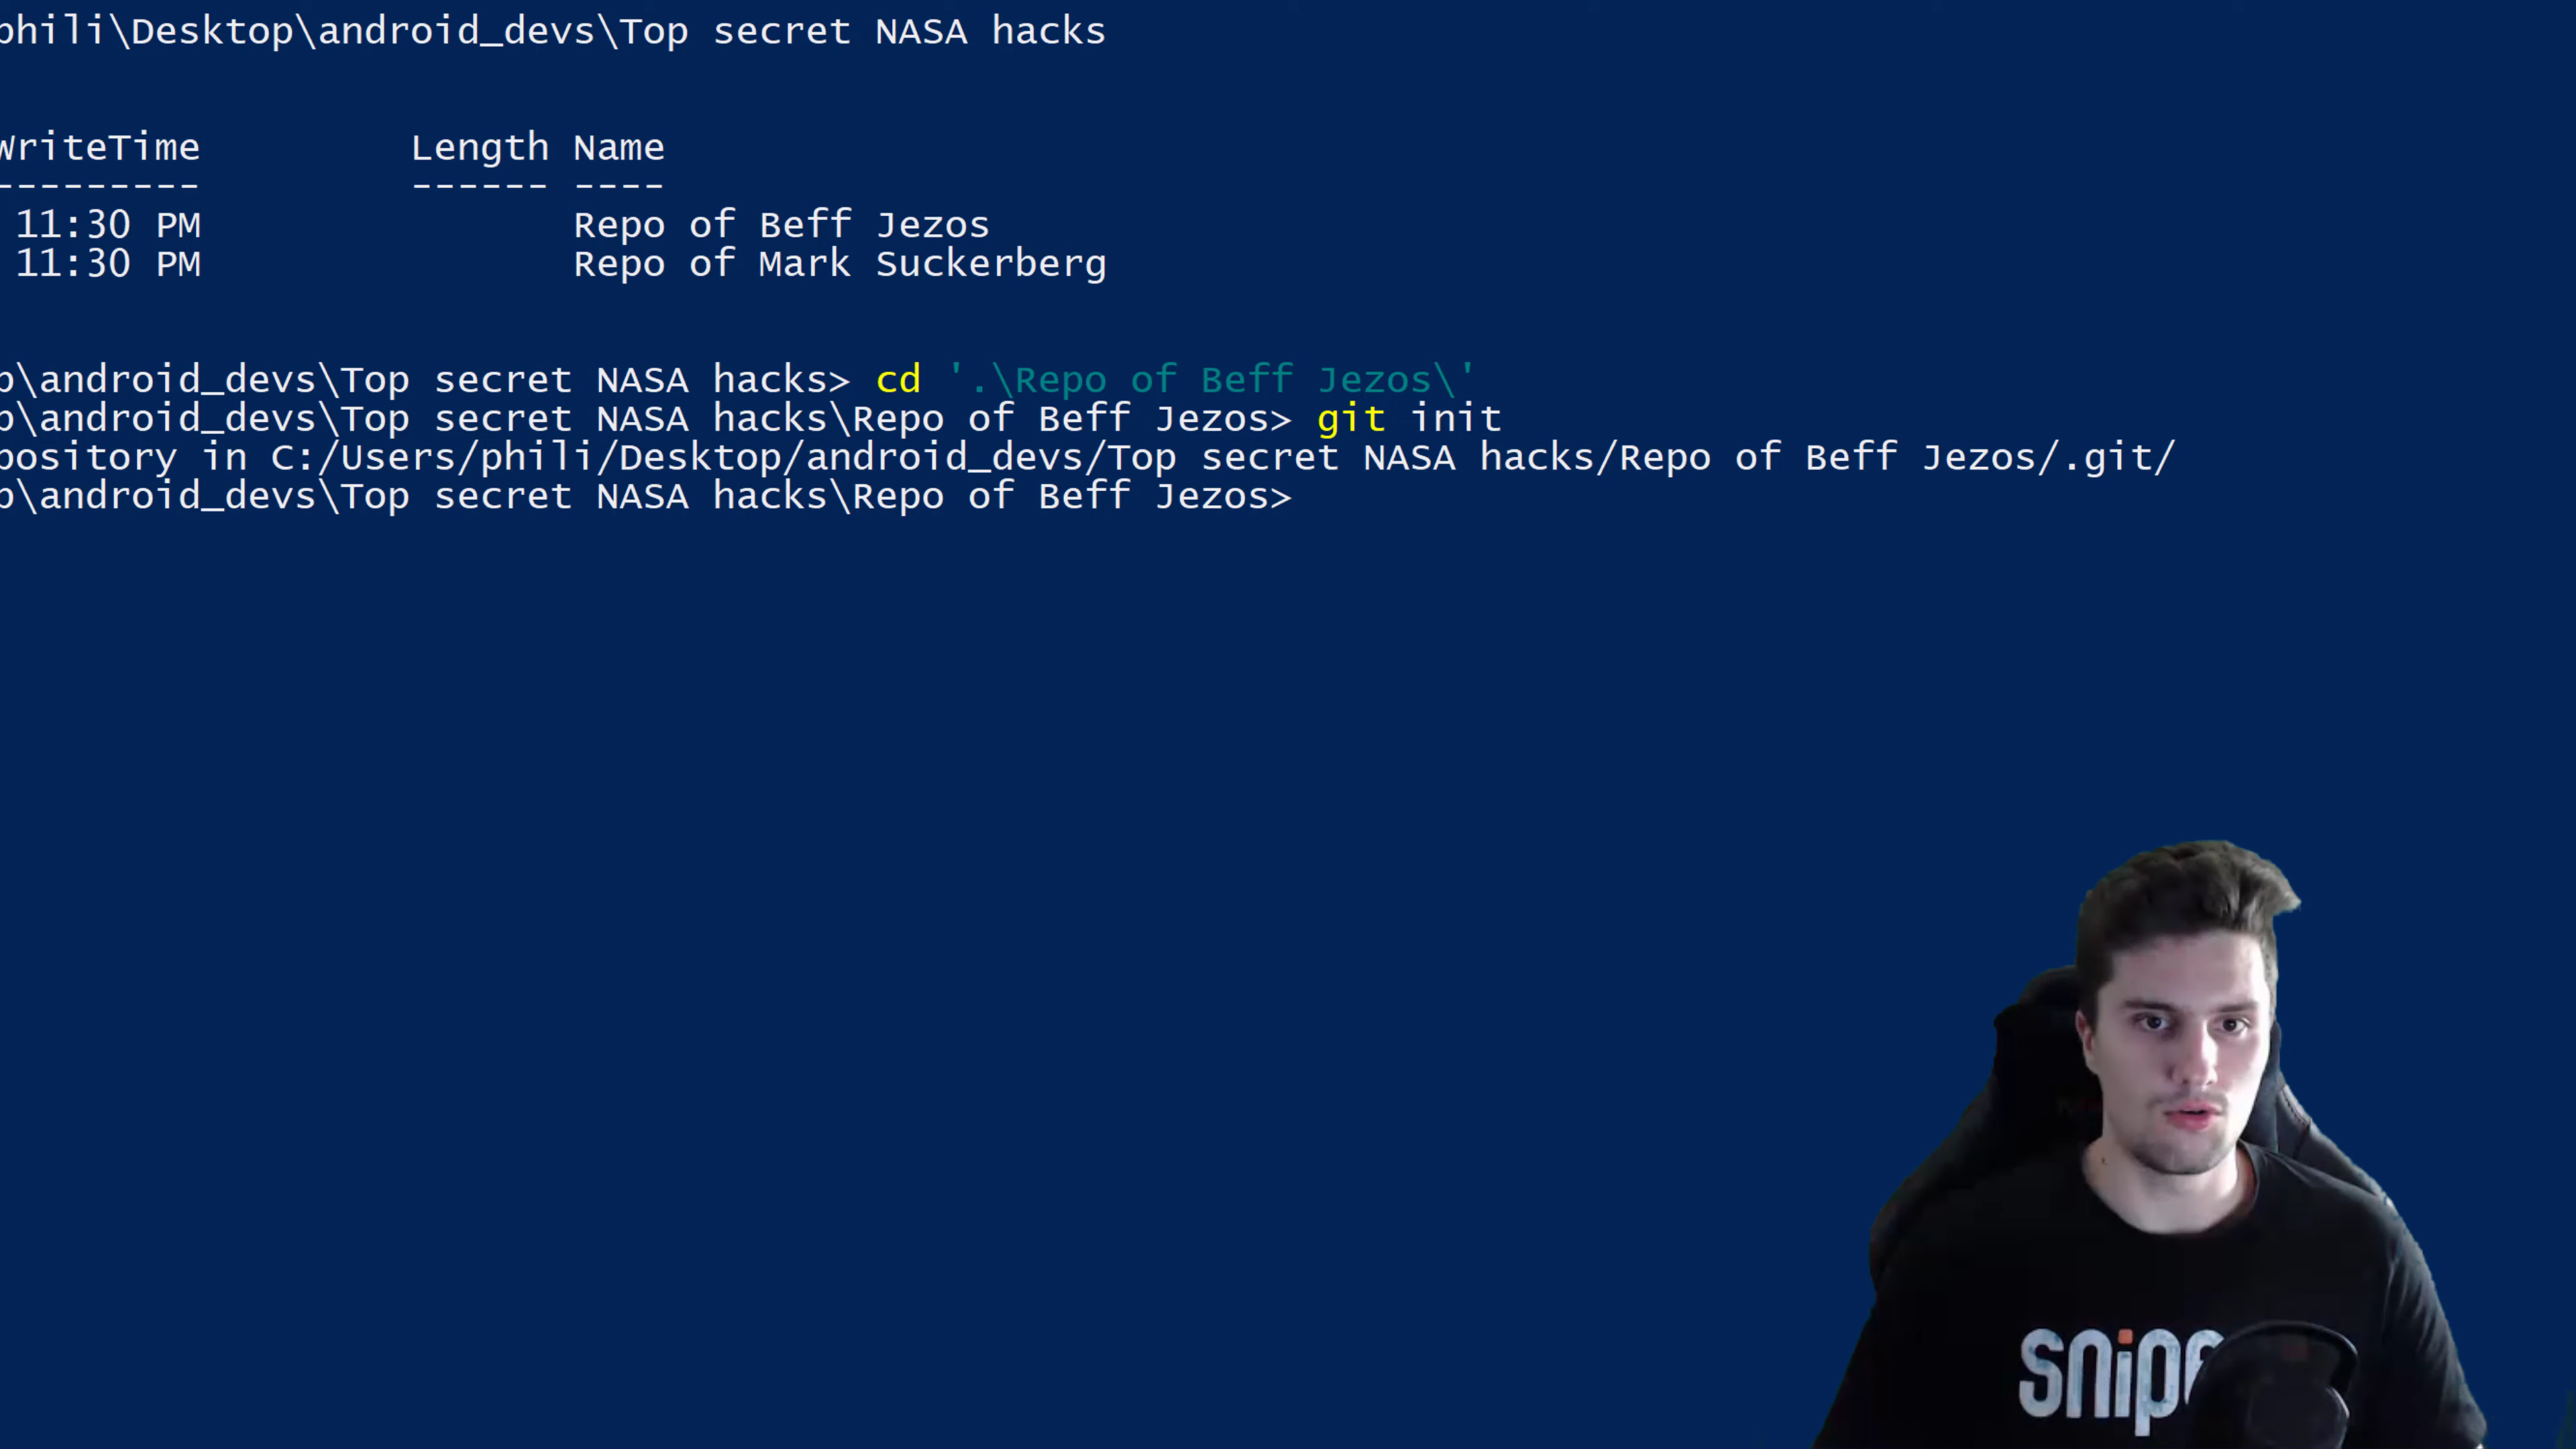 phili\Desktop\android_devs\Top secret NASA hacks
WriteTime Length Name
--------- ------ ----
11:30 PM Repo of Beff Jezos
11:30 PM Repo of Mark Suckerberg
p\android_devs\Top secret NASA hacks> cd '.\Repo of Beff Jezos\'
p\android_devs\Top secret NASA hacks\Repo of Beff Jezos> git init
pository in C:/Users/phili/Desktop/android_devs/Top secret NASA hacks/Repo of Beff Jezos/.git/
p\android_devs\Top secret NASA hacks\Repo of Beff Jezos>